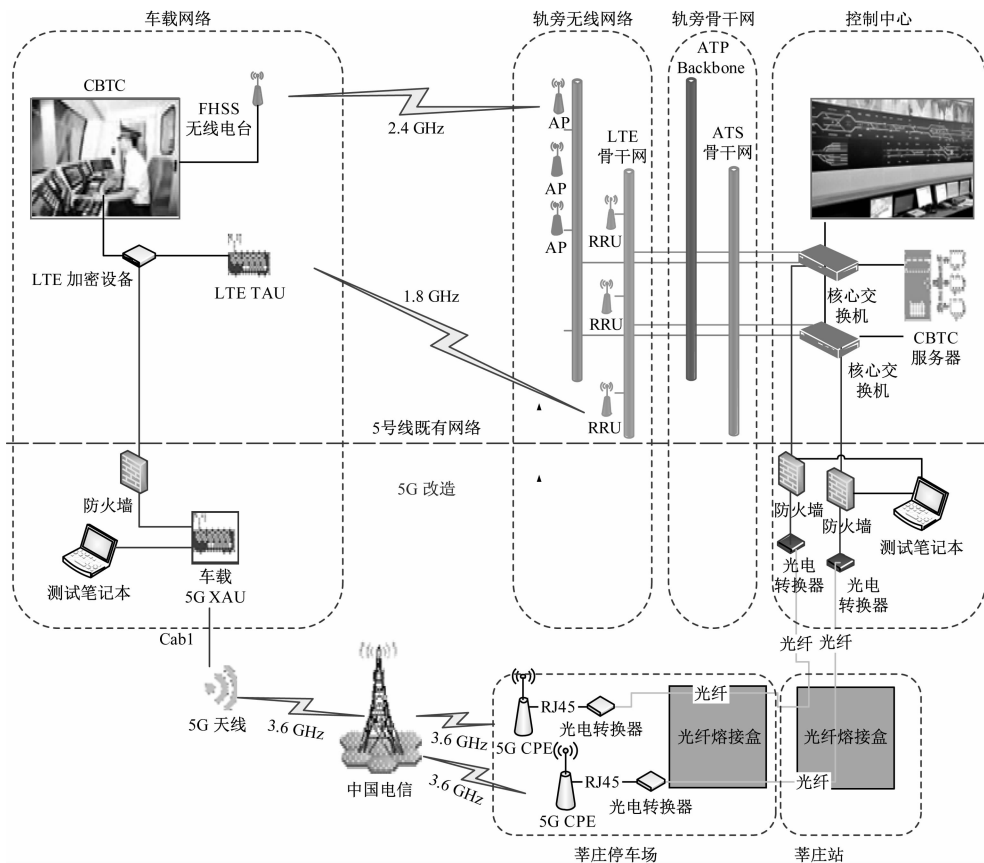 车载网络
轨旁无线网络
轨旁骨干网
控制中心
CBTC
FHSS
无线电台
2.4 GHz
AP
AP
AP
LTE
骨干网
ATP
Backbone
ATS
骨干网
RRU
RRU
RRU
LTE 加密设备
LTE TAU
1.8 GHz
核心交
换机
核心交
换机
CBTC
服务器
5号线既有网络
5G 改造
防火墙
测试笔记本
车载
5G XAU
Cab1
防火墙
防火墙
测试笔记本
光电
转换器
光电
转换器
光纤
光纤
5G 天线
3.6 GHz
中国电信
3.6 GHz
3.6 GHz
5G CPE
RJ45
光电转换器
光纤
光纤熔接盒
5G CPE
RJ45
光电转换器
光纤
光纤熔接盒
莘庄停车场
莘庄站